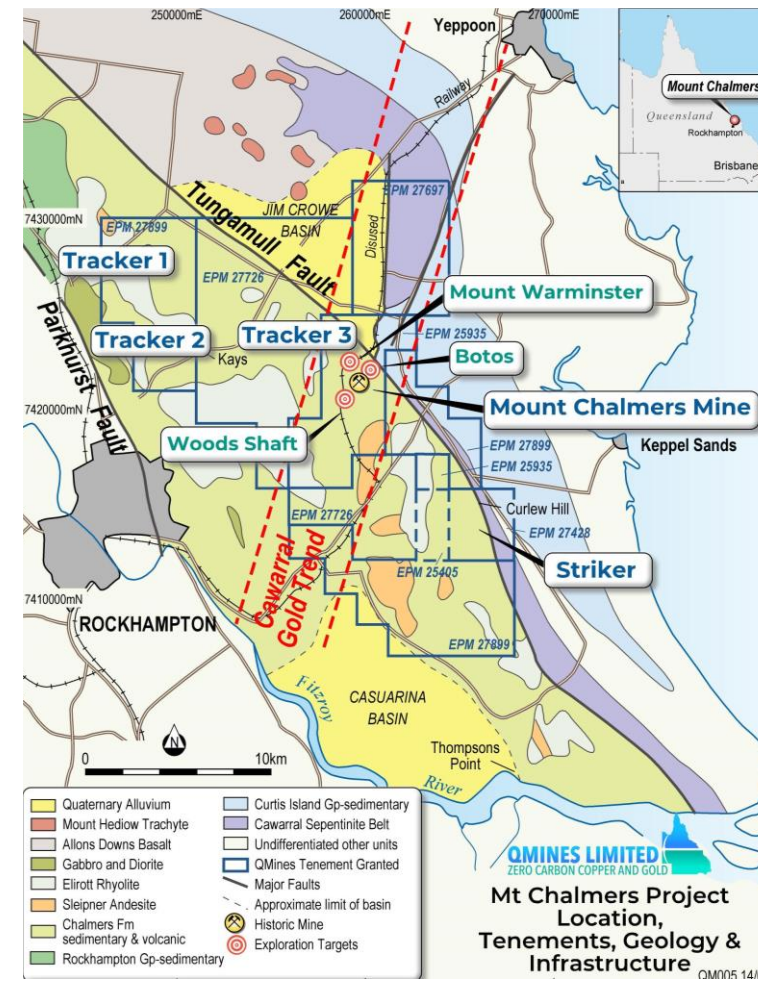 250000mE
260000mE
270000mE
Yeppoon
Railway
Mount Chalmers
Queensland
Rockhampton
Brisbane
EPM 27697
7430000mN
EPM 27899
JIM CROWE
BASIN
Disused
Tungamull Fault
Tracker 1
EPM 27726
Mount Warminster
Parkhurst Fault
Tracker 2
Kays
Tracker 3
EPM 25935
Botos
7420000mN
Mount Chalmers Mine
Woods Shaft
EPM 27899
EPM 25935
Keppel Sands
EPM 27726
Curlew Hill
EPM 27428
EPM 25405
Striker
7410000mN
ROCKHAMPTON
Cawarral
Gold Trend
EPM 27899
CASUARINA
BASIN
Fitzroy
River
Thompsons
Point
N
0
10km
Quaternary Alluvium
Mount Hediow Trachyte
Allons Downs Basalt
Gabbro and Diorite
Elirott Rhyolite
Sleipner Andesite
Chalmers Fm
sedimentary & volcanic
Rockhampton Gp-sedimentary
Curtis Island Gp-sedimentary
Cawarral Sepentinite Belt
Undifferentiated other units
QMines Tenement Granted
Major Faults
Approximate limit of basin
Historic Mine
Exploration Targets
QMINES LIMITED
ZERO CARBON COPPER AND GOLD
Mt Chalmers Project
Location,
Tenements, Geology &
Infrastructure